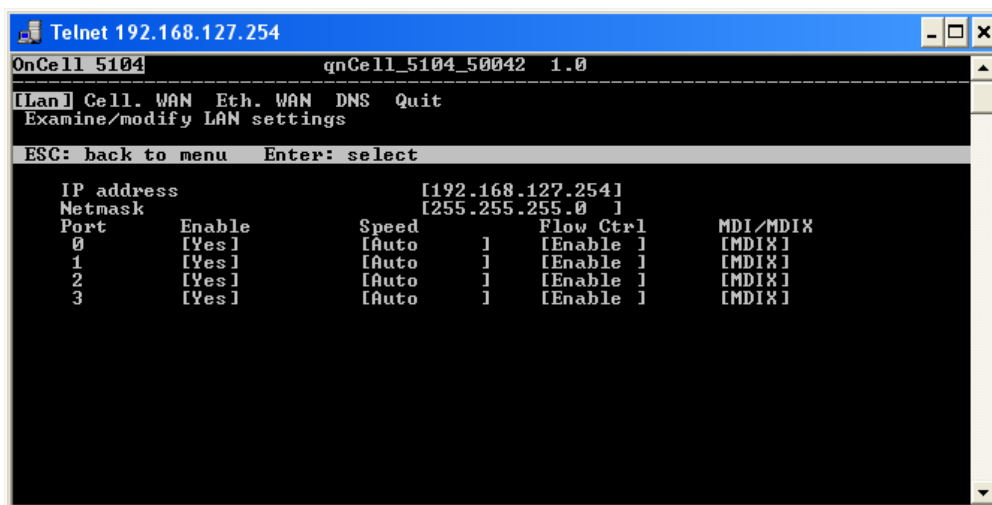 Telnet 192.168.127.254
OnCell 5104 qnCell_5104_50042 1.0
[Lan] Cell. WAN Eth. WAN DNS Quit
Examine/modify LAN settings
ESC: back to menu Enter: select
IP address [192.168.127.254]
Netmask [255.255.255.0 ]
Port Enable Speed Flow Ctrl MDI/MDIX
0 [Yes] [Auto ] [Enable ] [MDIX]
1 [Yes] [Auto ] [Enable ] [MDIX]
2 [Yes] [Auto ] [Enable ] [MDIX]
3 [Yes] [Auto ] [Enable ] [MDIX]